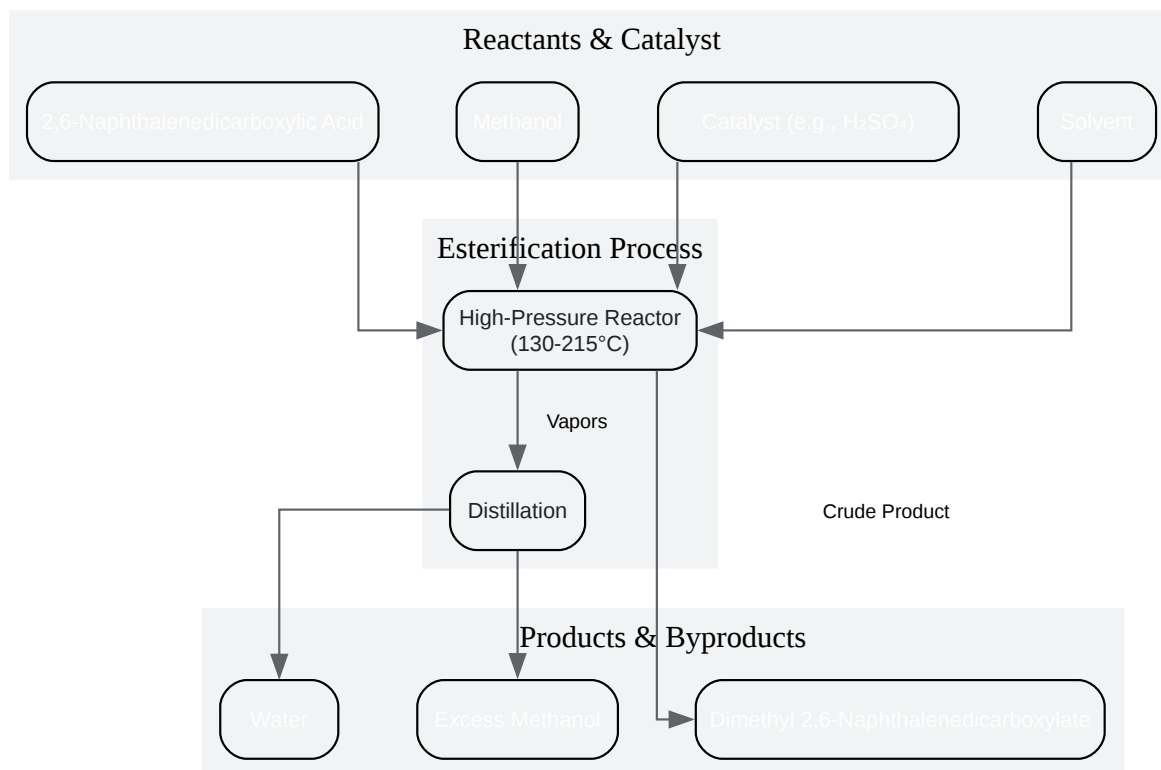 Reactants & Catalyst
2,6-Naphthalenedicarboxylic Acid
Methanol
Catalyst (e.g., H₂SO₄)
Solvent
Esterification Process
High-Pressure Reactor
(130-215°C)
Vapors
Distillation
Crude Product
Products & Byproducts
Water
Excess Methanol
Dimethyl 2,6-Naphthalenedicarboxylate